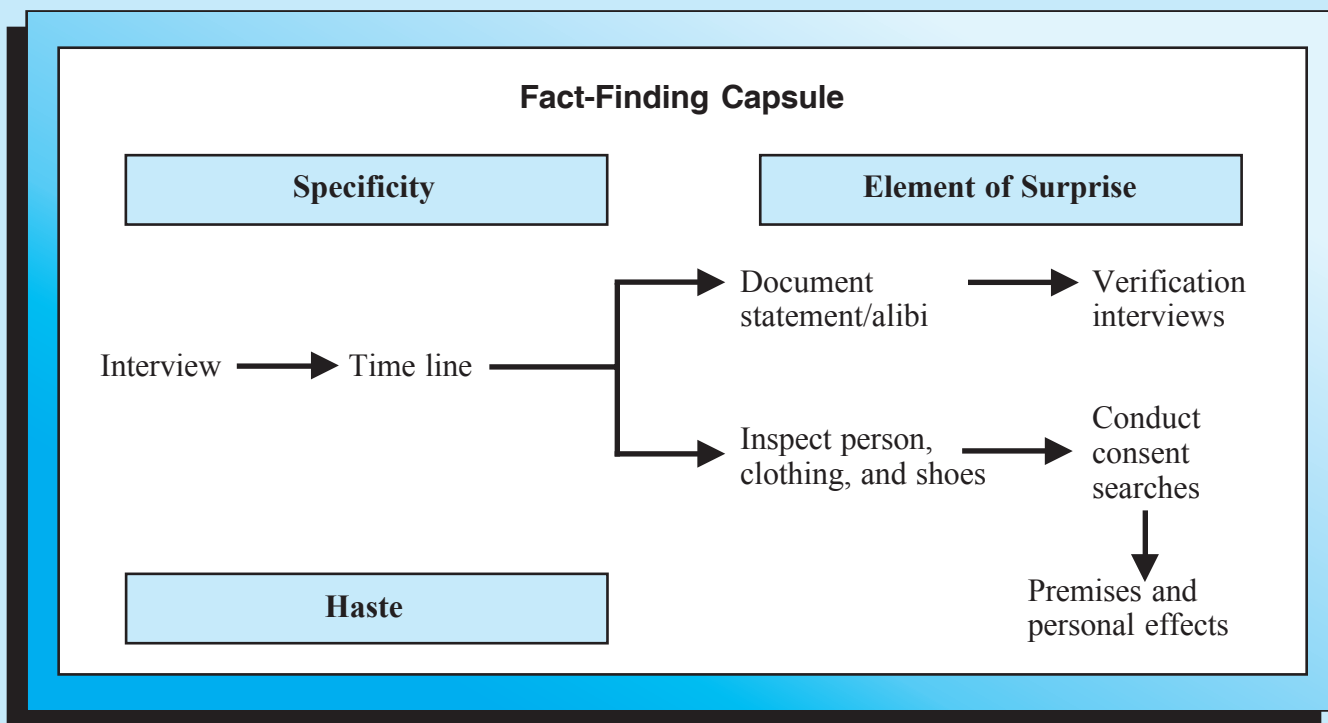 Fact-Finding Capsule
Specificity
Element of Surprise
Interview
Time line
Document
statement/alibi
Verification
interviews
Inspect person,
clothing, and shoes
Conduct
consent
searches
Premises and
personal effects
Haste